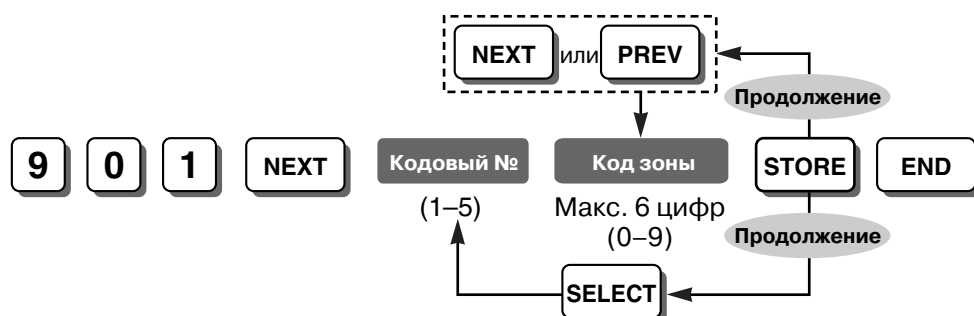 NEXT или PREV
Продолжение
9 0 1 NEXT Кодовый № Код зоны STORE END
(1–5) Макс. 6 цифр
(0–9)
Продолжение
SELECT